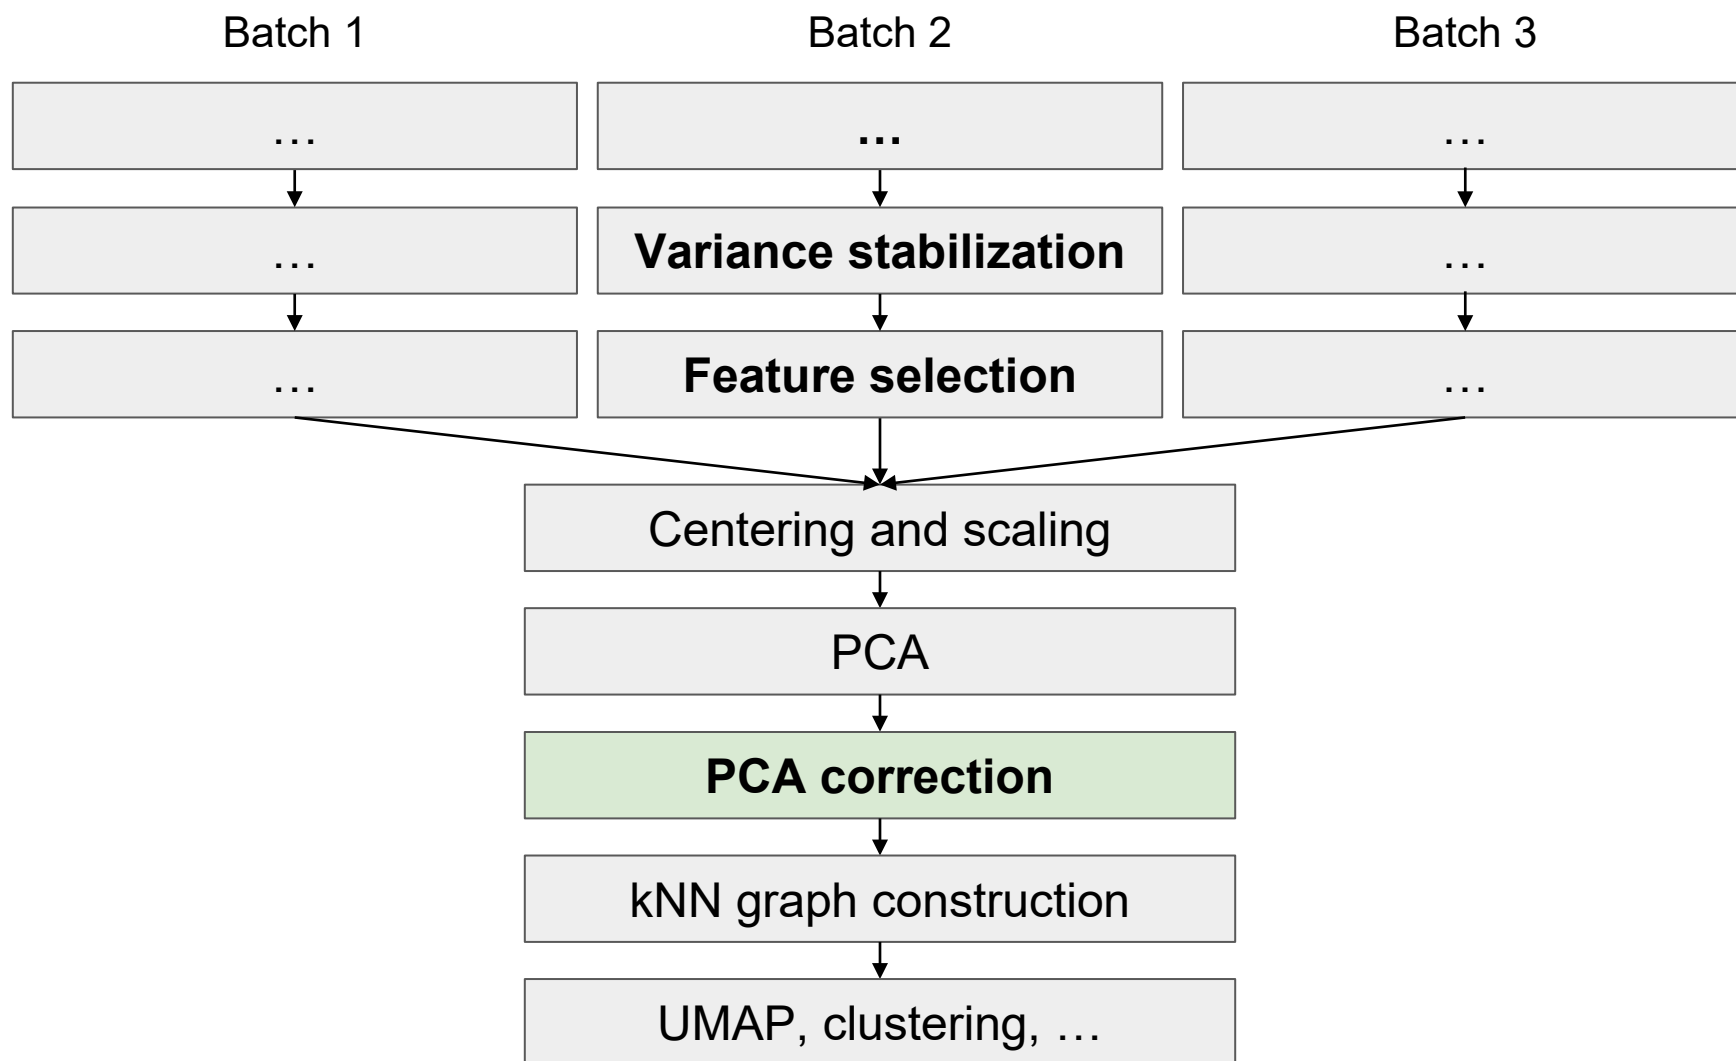 Batch 1 Batch 2 Batch 3
… … …
… Variance stabilization …
… Feature selection …
Centering and scaling
PCA
PCA correction
kNN graph construction
UMAP, clustering, …